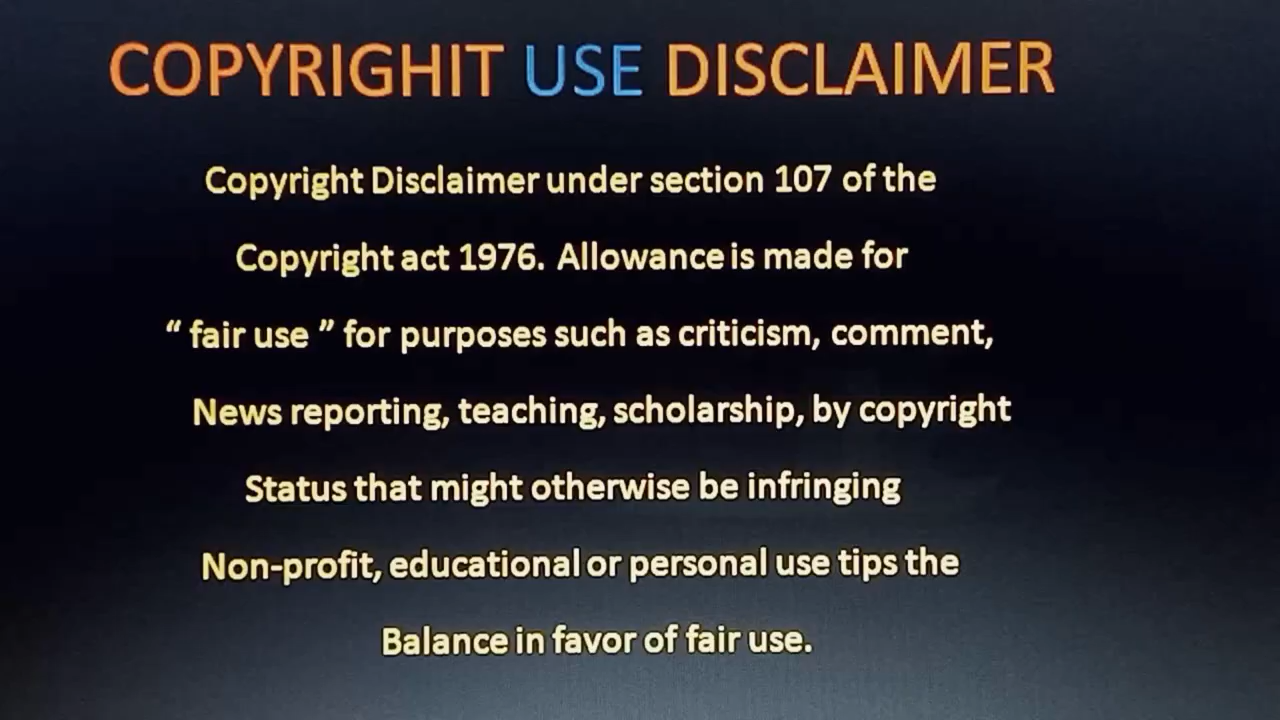 COPYRIGHIT USE DISCLAIMER
Copyright Disclaimer under section 107 of the
Copyright act 1976. Allowance is made for
“ fair use ” for purposes such as criticism, comment,
News reporting, teaching, scholarship, by copyright
Status that might otherwise be infringing
Non-profit, educational or personal use tips the
Balance in favor of fair use.